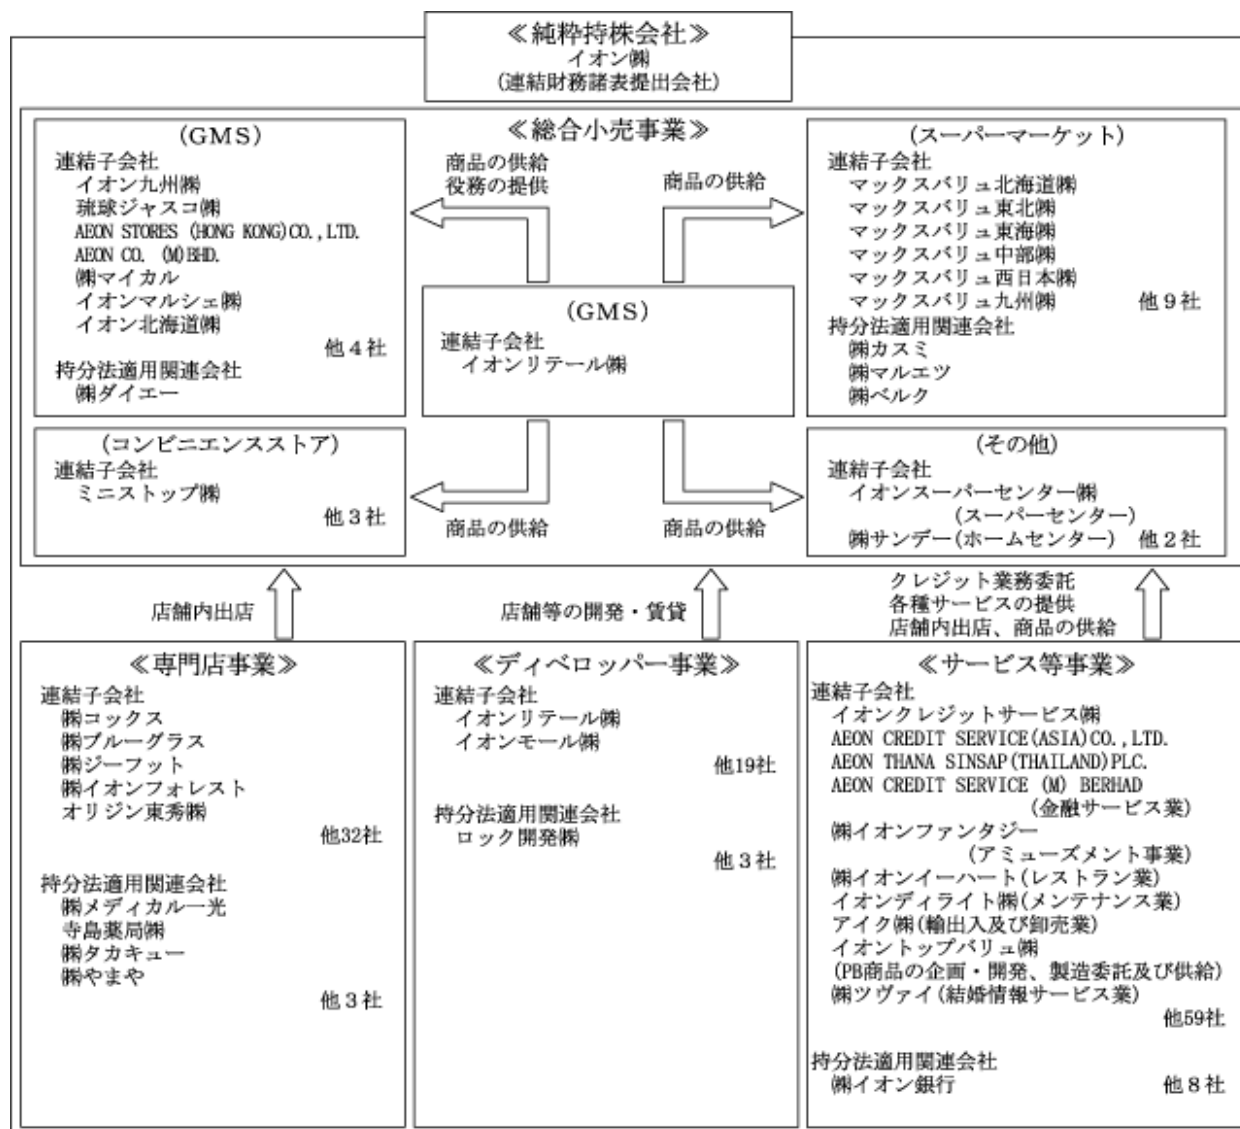 ≪純粋持株会社≫
イオン㈱
(連結財務諸表提出会社)
≪総合小売事業≫
(GMS)
連結子会社
イオン九州㈱
琉球ジャスコ㈱
AEON STORES (HONG KONG)CO.,LTD.
AEON CO. (M)BHD.
㈱マイカル
イオンマルシェ㈱
イオン北海道㈱
他４社
持分法適用関連会社
㈱ダイエー
商品の供給
役務の提供
商品の供給
(スーパーマーケット)
連結子会社
マックスバリュ北海道㈱
マックスバリュ東北㈱
マックスバリュ東海㈱
マックスバリュ中部㈱
マックスバリュ西日本㈱
マックスバリュ九州㈱ 他９社
持分法適用関連会社
㈱カスミ
㈱マルエツ
㈱ベルク
(GMS)
連結子会社
イオンリテール㈱
(コンビニエンスストア)
連結子会社
ミニストップ㈱
他３社
商品の供給
商品の供給
(その他)
連結子会社
イオンスーパーセンター㈱
(スーパーセンター)
㈱サンデー(ホームセンター) 他２社
店舗内出店
店舗等の開発・賃貸
クレジット業務委託
各種サービスの提供
店舗内出店、商品の供給
≪専門店事業≫
連結子会社
㈱コックス
㈱ブルーグラス
㈱ジーフット
㈱イオンフォレスト
オリジン東秀㈱
他32社
持分法適用関連会社
㈱メディカル一光
寺島薬局㈱
㈱タカキュー
㈱やまや
他３社
≪ディベロッパー事業≫
連結子会社
イオンリテール㈱
イオンモール㈱
他19社
持分法適用関連会社
ロック開発㈱
他３社
≪サービス等事業≫
連結子会社
イオンクレジットサービス㈱
AEON CREDIT SERVICE(ASIA)CO.,LTD.
AEON THANA SINSAP(THAILAND)PLC.
AEON CREDIT SERVICE (M) BERHAD
(金融サービス業)
㈱イオンファンタジー
(アミューズメント事業)
㈱イオンイーハート(レストラン業)
イオンディライト㈱(メンテナンス業)
アイク㈱(輸出入及び卸売業)
イオントップバリュ㈱
(PB商品の企画・開発、製造委託及び供給)
㈱ツヴァイ(結婚情報サービス業)
他59社
持分法適用関連会社
㈱イオン銀行 他８社